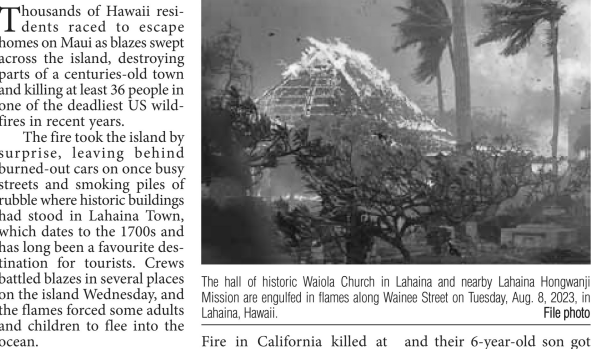 Thousands of Hawaii resi-
dents raced to escape
homes on Maui as blazes swept
across the island, destroying
parts of a centuries-old town
and killing at least 36 people in
one of the deadliest US wild-
fires in recent years.
The fire took the island by
surprise, leaving behind
burned-out cars on once busy
streets and smoking piles of
rubble where historic buildings
had stood in Lahaina Town,
which dates to the 1700s and
has long been a favourite des-
tination for tourists. Crews
battled blazes in several places
on the island Wednesday, and
the flames forced some adults
and children to flee into the
ocean.
The hall of historic Waiola Church in Lahaina and nearby Lahaina Hongwanji
Mission are engulfed in flames along Wainee Street on Tuesday, Aug. 8, 2023, in
Lahaina, Hawaii. File photo
Fire in California killed at
and their 6-year-old son got